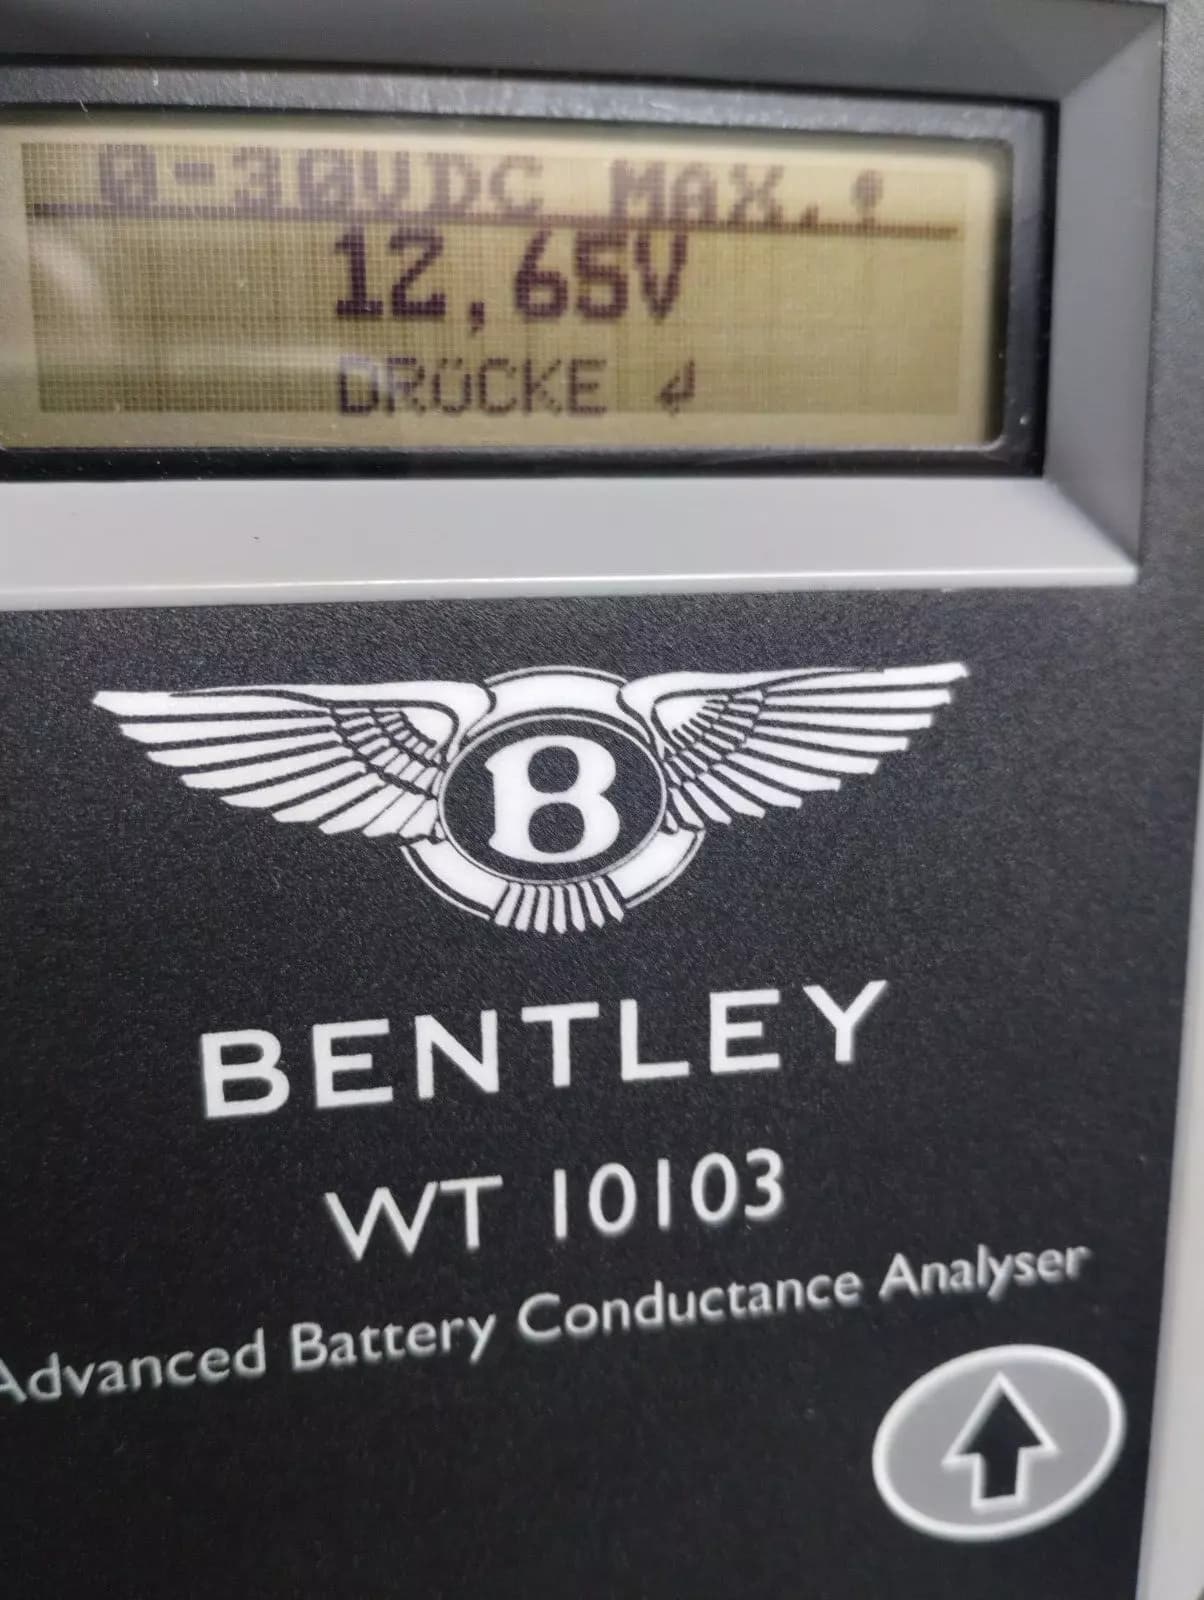 0-30VDC MAX.:
12,65V
DRÜCKE ↲
B
BENTLEY
WT 10103
Advanced Battery Conductance Analyser